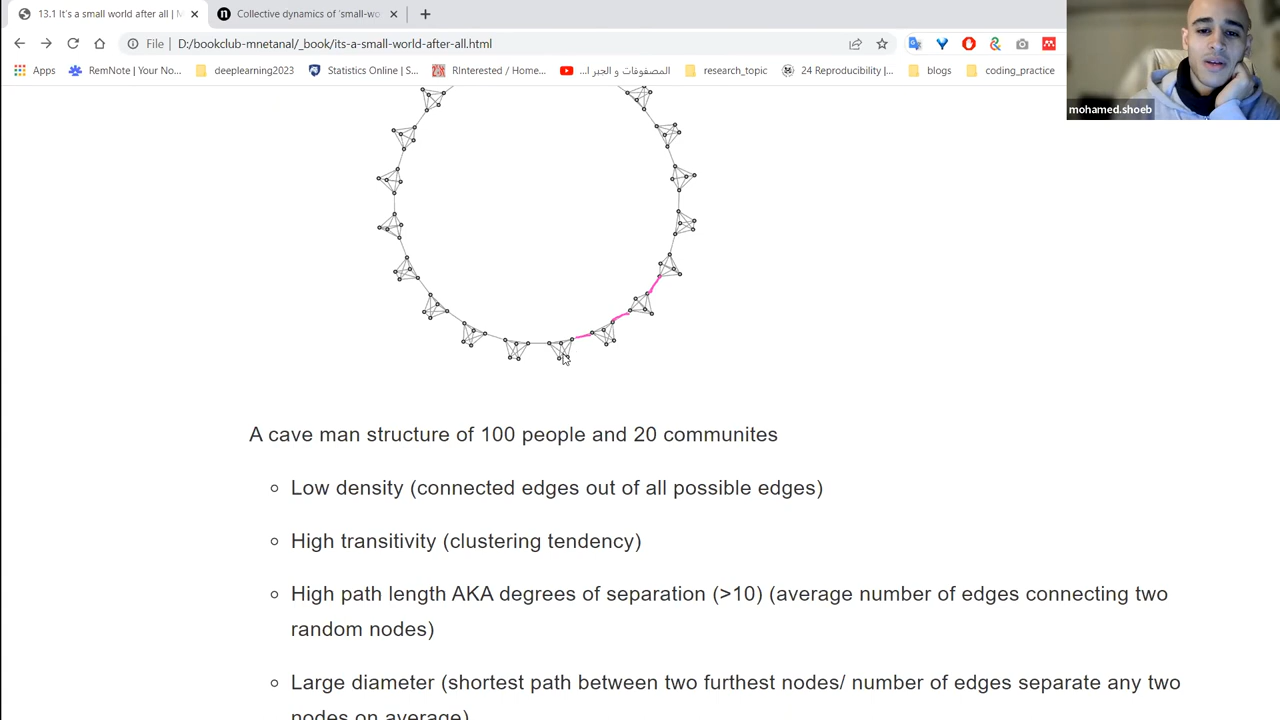 13.1 It's a small world after all | M
Collective dynamics of 'small-wo
File
D:/bookclub/mnetanal/_book/its-a-small-world-after-all.html
Apps
RemNote | Your No...
deeplearning2023
Statistics Online | S...
RInterested / Home...
المصفوفات و الجبر ا...
research_topic
24 Reproducibility |...
blogs
coding_practice
mohamed.shoeb
A cave man structure of 100 people and 20 communites
Low density (connected edges out of all possible edges)
High transitivity (clustering tendency)
High path length AKA degrees of separation (>10) (average number of edges connecting two
random nodes)
Large diameter (shortest path between two furthest nodes/ number of edges separate any two
nodes on average)